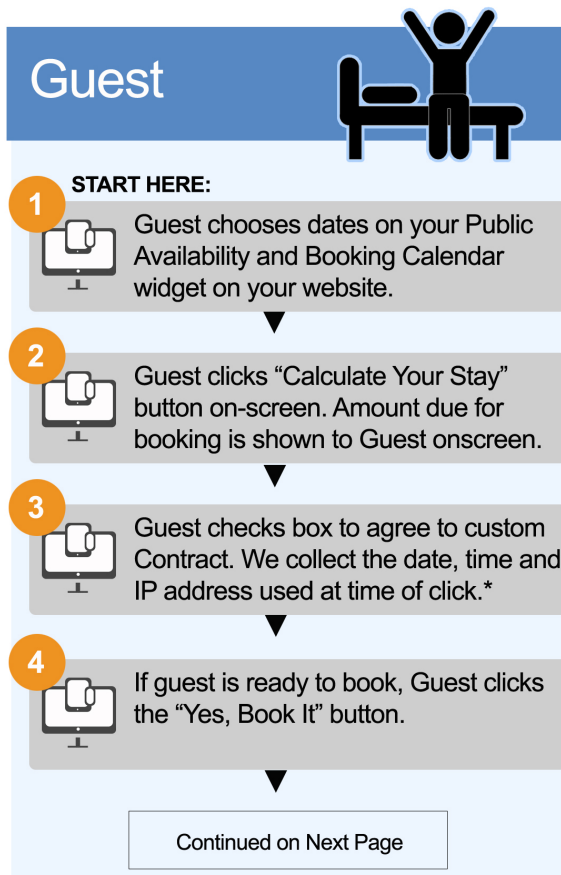 Guest
START HERE:
1
Guest chooses dates on your Public
Availability and Booking Calendar
widget on your website.
2
Guest clicks “Calculate Your Stay”
button on-screen. Amount due for
booking is shown to Guest onscreen.
3
Guest checks box to agree to custom
Contract. We collect the date, time and
IP address used at time of click.*
4
If guest is ready to book, Guest clicks
the “Yes, Book It” button.
Continued on Next Page